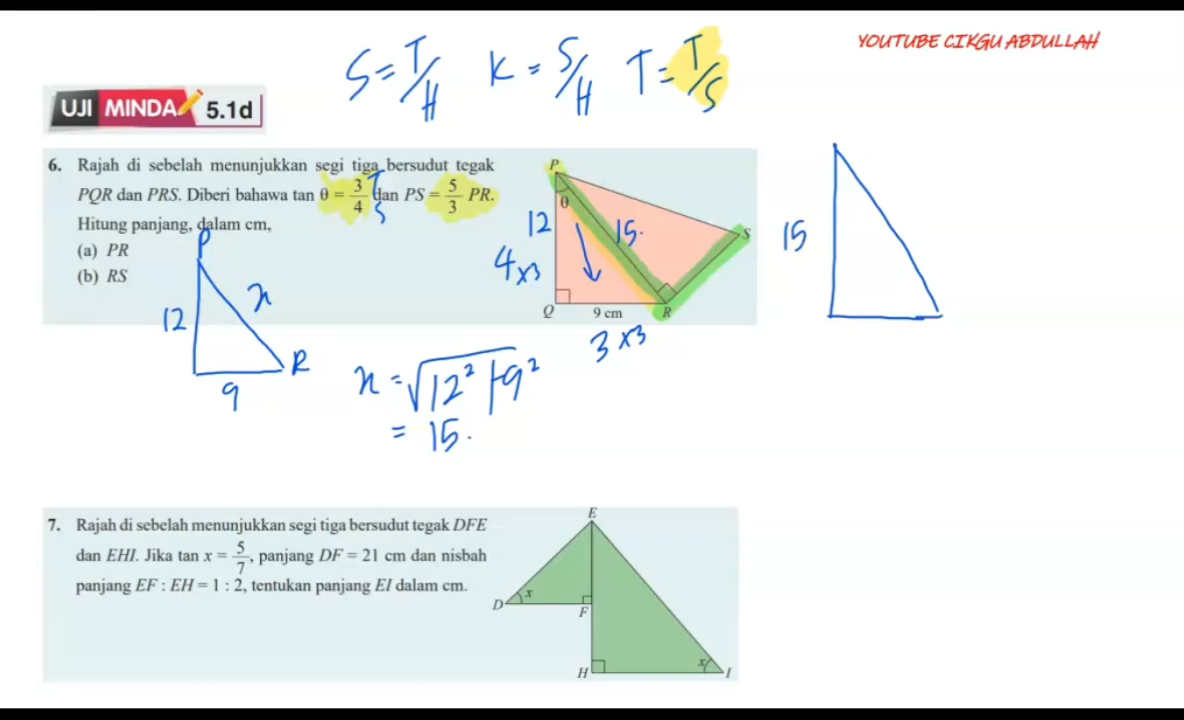 YOUTUBE CIKGU ABDULLAH
S = T/H K = S/H T = T/S
UJI MINDA 5.1d
6. Rajah di sebelah menunjukkan segi tiga bersudut tegak
PQR dan PRS. Diberi bahawa tan θ = 3/4 dan PS = 5/3 PR.
T
S
Hitung panjang, dalam cm,
(a) PR
(b) RS
P
θ
12
15.
S
4x3
Q
9 cm
R
3x3
15
P
12
x
R
9
x = √12² + 9²
= 15.
7. Rajah di sebelah menunjukkan segi tiga bersudut tegak DFE
dan EHI. Jika tan x = 5/7, panjang DF = 21 cm dan nisbah
panjang EF : EH = 1 : 2, tentukan panjang EI dalam cm.
E
D
x
F
H
x
I